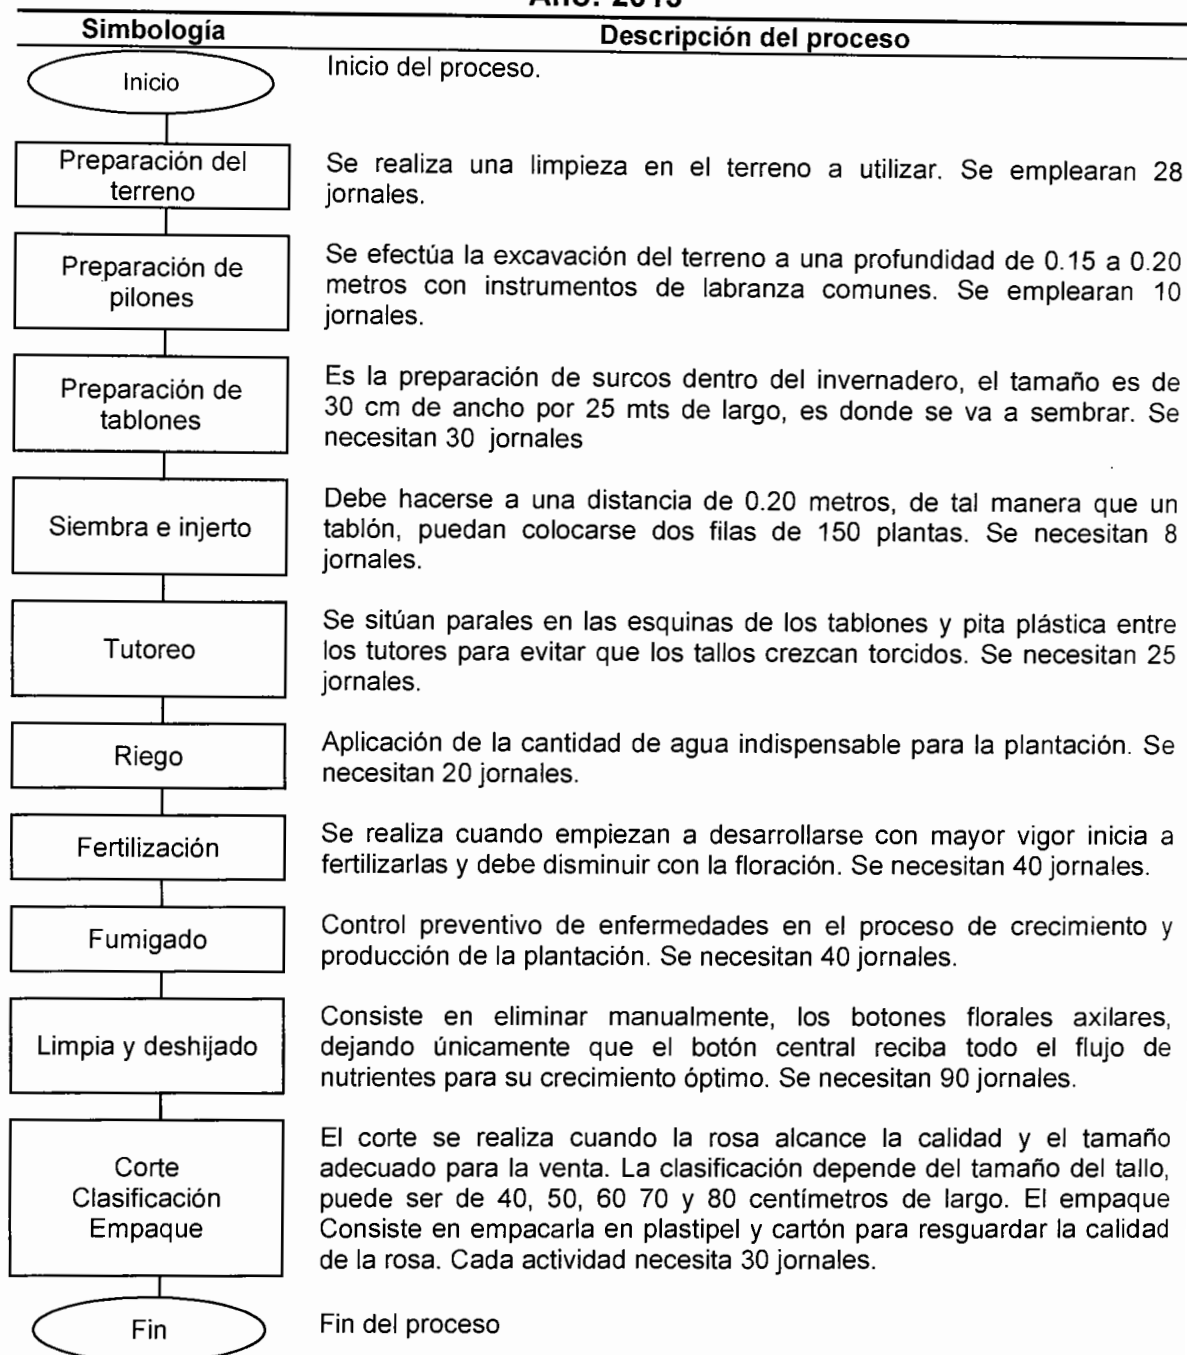 Simbología Descripción del proceso
Inicio
Inicio del proceso.
Preparación del
terreno
Se realiza una limpieza en el terreno a utilizar. Se emplearan 28
jornales.
Preparación de
pilones
Se efectúa la excavación del terreno a una profundidad de 0.15 a 0.20
metros con instrumentos de labranza comunes. Se emplearan 10
jornales.
Preparación de
tablones
Es la preparación de surcos dentro del invernadero, el tamaño es de
30 cm de ancho por 25 mts de largo, es donde se va a sembrar. Se
necesitan 30 jornales
Siembra e injerto
Debe hacerse a una distancia de 0.20 metros, de tal manera que un
tablón, puedan colocarse dos filas de 150 plantas. Se necesitan 8
jornales.
Tutoreo
Se sitúan parales en las esquinas de los tablones y pita plástica entre
los tutores para evitar que los tallos crezcan torcidos. Se necesitan 25
jornales.
Riego
Aplicación de la cantidad de agua indispensable para la plantación. Se
necesitan 20 jornales.
Fertilización
Se realiza cuando empiezan a desarrollarse con mayor vigor inicia a
fertilizarlas y debe disminuir con la floración. Se necesitan 40 jornales.
Fumigado
Control preventivo de enfermedades en el proceso de crecimiento y
producción de la plantación. Se necesitan 40 jornales.
Limpia y deshijado
Consiste en eliminar manualmente, los botones florales axilares,
dejando únicamente que el botón central reciba todo el flujo de
nutrientes para su crecimiento óptimo. Se necesitan 90 jornales.
Corte
Clasificación
Empaque
El corte se realiza cuando la rosa alcance la calidad y el tamaño
adecuado para la venta. La clasificación depende del tamaño del tallo,
puede ser de 40, 50, 60 70 y 80 centímetros de largo. El empaque
Consiste en empacarla en plastipel y cartón para resguardar la calidad
de la rosa. Cada actividad necesita 30 jornales.
Fin
Fin del proceso